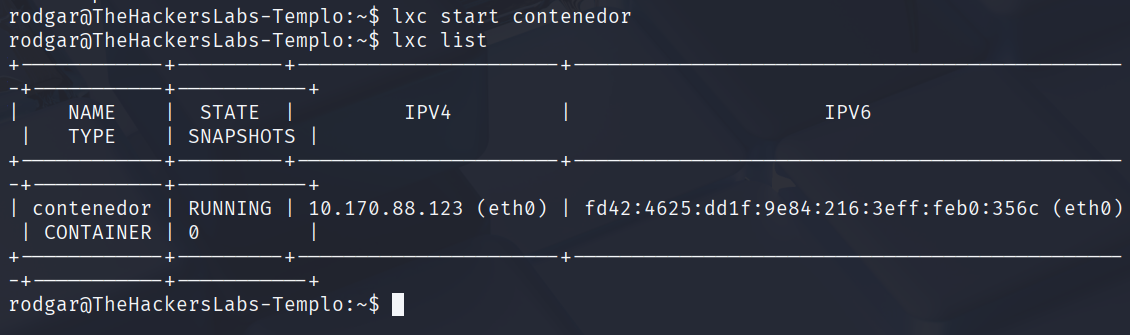 rodgar@TheHackersLabs-Templo:~$ lxc start contenedor
rodgar@TheHackersLabs-Templo:~$ lxc list
+------------+---------+----------------------+----------------------------------------------
-+-----------+-----------+
|    NAME    |  STATE  |         IPV4         |                     IPV6
 |   TYPE    | SNAPSHOTS |
+------------+---------+----------------------+----------------------------------------------
-+-----------+-----------+
| contenedor | RUNNING | 10.170.88.123 (eth0) | fd42:4625:dd1f:9e84:216:3eff:feb0:356c (eth0)
 | CONTAINER | 0         |
+------------+---------+----------------------+----------------------------------------------
-+-----------+-----------+
rodgar@TheHackersLabs-Templo:~$